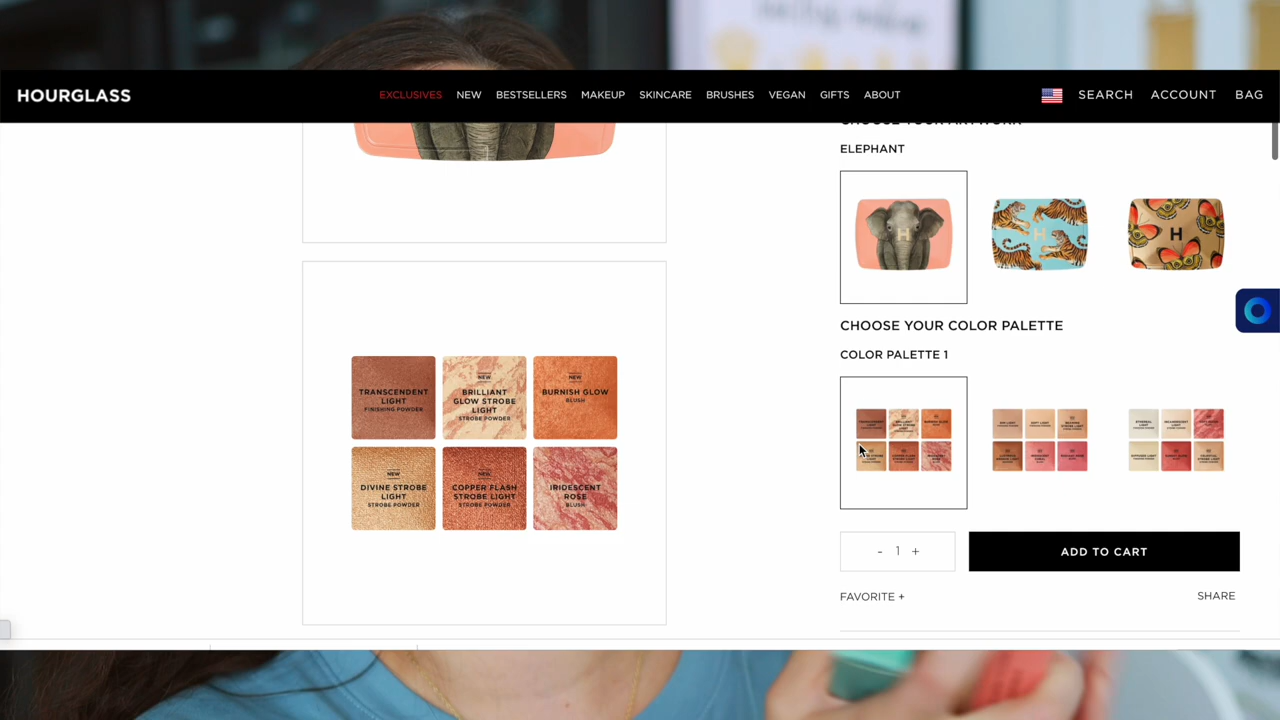 HOURGLASS
EXCLUSIVES NEW BESTSELLERS MAKEUP SKINCARE BRUSHES VEGAN GIFTS ABOUT
SEARCH ACCOUNT BAG
CHOOSE YOUR ARTWORK
ELEPHANT
H H H
CHOOSE YOUR COLOR PALETTE
COLOR PALETTE 1
TRANSCENDENT
LIGHT
FINISHING POWDER
NEW
BRILLIANT
GLOW STROBE
LIGHT
STROBE POWDER
NEW
BURNISH GLOW
BLUSH
NEW
DIVINE STROBE
LIGHT
STROBE POWDER
NEW
COPPER FLASH
STROBE LIGHT
STROBE POWDER
IRIDESCENT
ROSE
BLUSH
- 1 +
ADD TO CART
FAVORITE +
SHARE